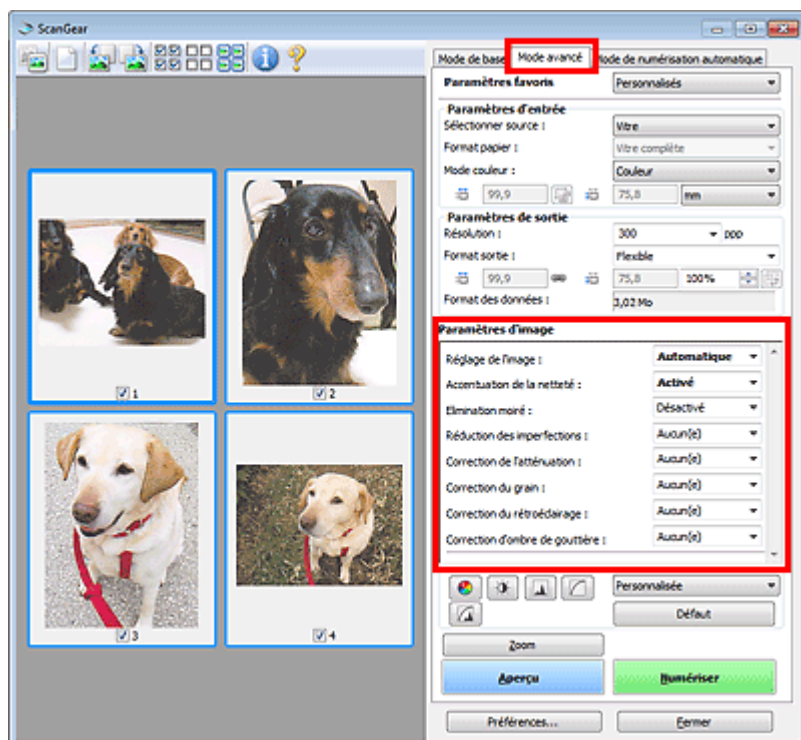 ScanGear
Mode de base
Mode avancé
Mode de numérisation automatique
Paramètres favoris
Personnalisés
Paramètres d'entrée
Sélectionner source :
Vitre
Format papier :
Vitre complète
Mode couleur :
Couleur
99,9
75,8
mm
Paramètres de sortie
Résolution :
300
ppp
Format sortie :
Flexible
99,9
75,8
100%
Format des données :
3,02 Mo
Paramètres d'image
Réglage de l'image :
Automatique
Accentuation de la netteté :
Activé
Elimination moiré :
Désactivé
Réduction des imperfections :
Aucun(e)
Correction de l'atténuation :
Aucun(e)
Correction du grain :
Aucun(e)
Correction du rétroéclairage :
Aucun(e)
Correction d'ombre de gouttière :
Aucun(e)
Personnalisée
Défaut
Zoom
Aperçu
Numériser
Préférences...
Fermer
1
2
3
4